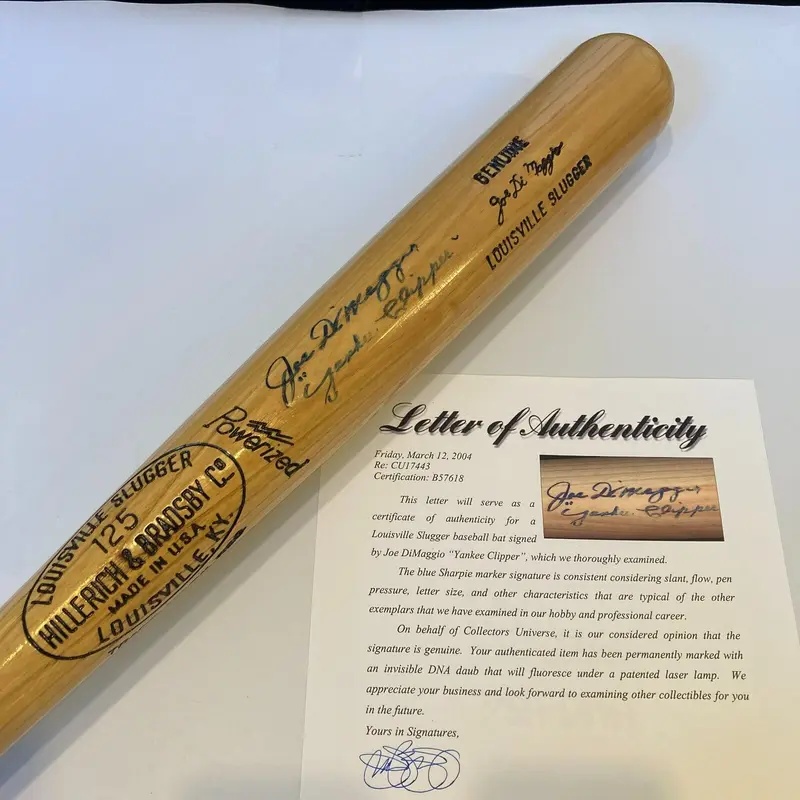 GENUINE
Joe Di Maggio
LOUISVILLE SLUGGER
Joe DiMaggio
"Yankee Clipper"
Powerized
LOUISVILLE SLUGGER
125
HILLERICH & BRADSBY Co
MADE IN U.S.A.
LOUISVILLE, KY.
Letter of Authenticity
Friday, March 12, 2004
Re: CU17443
Certification: B57618
Joe DiMaggio
"Yankee Clipper"
This letter will serve as a
certificate of authenticity for a
Louisville Slugger baseball bat signed
by Joe DiMaggio "Yankee Clipper", which we thoroughly examined.
The blue Sharpie marker signature is consistent considering slant, flow, pen
pressure, letter size, and other characteristics that are typical of the other
exemplars that we have examined in our hobby and professional career.
On behalf of Collectors Universe, it is our considered opinion that the
signature is genuine. Your authenticated item has been permanently marked with
an invisible DNA daub that will fluoresce under a patented laser lamp. We
appreciate your business and look forward to examining other collectibles for you
in the future.
Yours in Signatures,